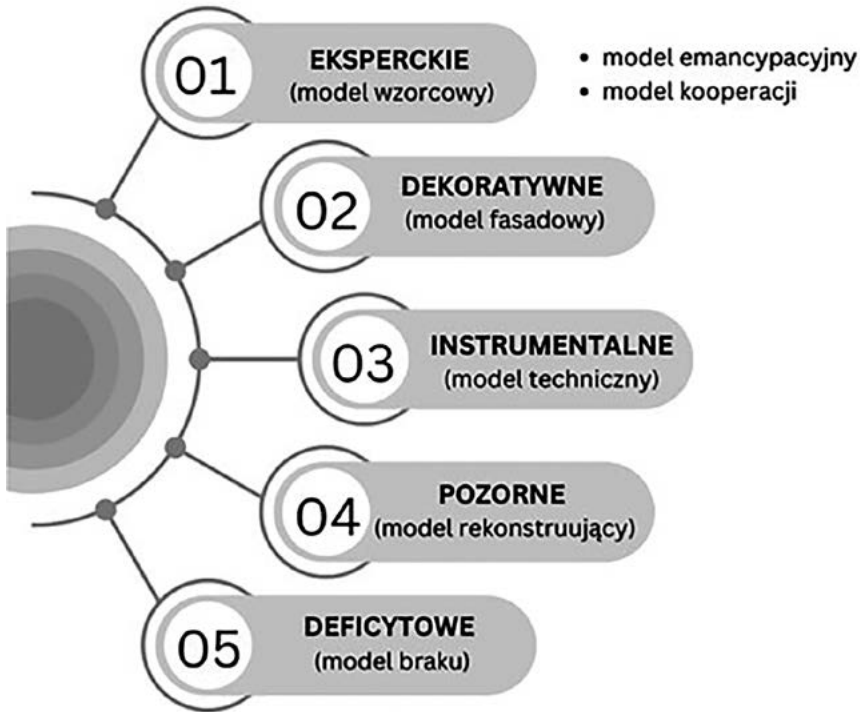 01
EKSPERCKIE
(model wzorcowy)
• model emancypacyjny
• model kooperacji
02
DEKORATYWNE
(model fasadowy)
03
INSTRUMENTALNE
(model techniczny)
04
POZORNE
(model rekonstruujący)
05
DEFICYTOWE
(model braku)